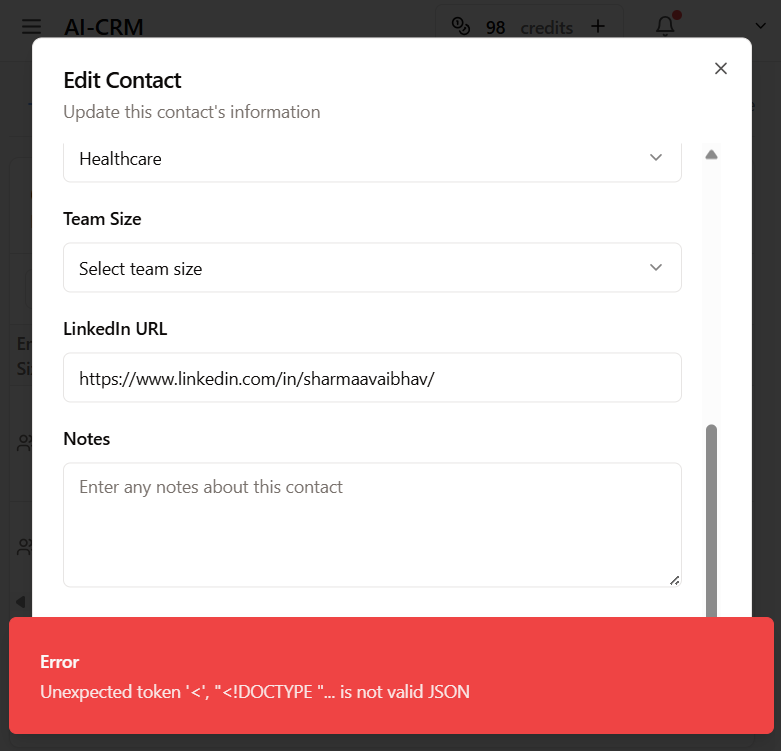 AI-CRM
98 credits
Edit Contact
Update this contact's information
Healthcare
Team Size
Select team size
LinkedIn URL
https://www.linkedin.com/in/sharmaavaibhav/
Notes
Enter any notes about this contact
Error
Unexpected token '<', "<!DOCTYPE "... is not valid JSON